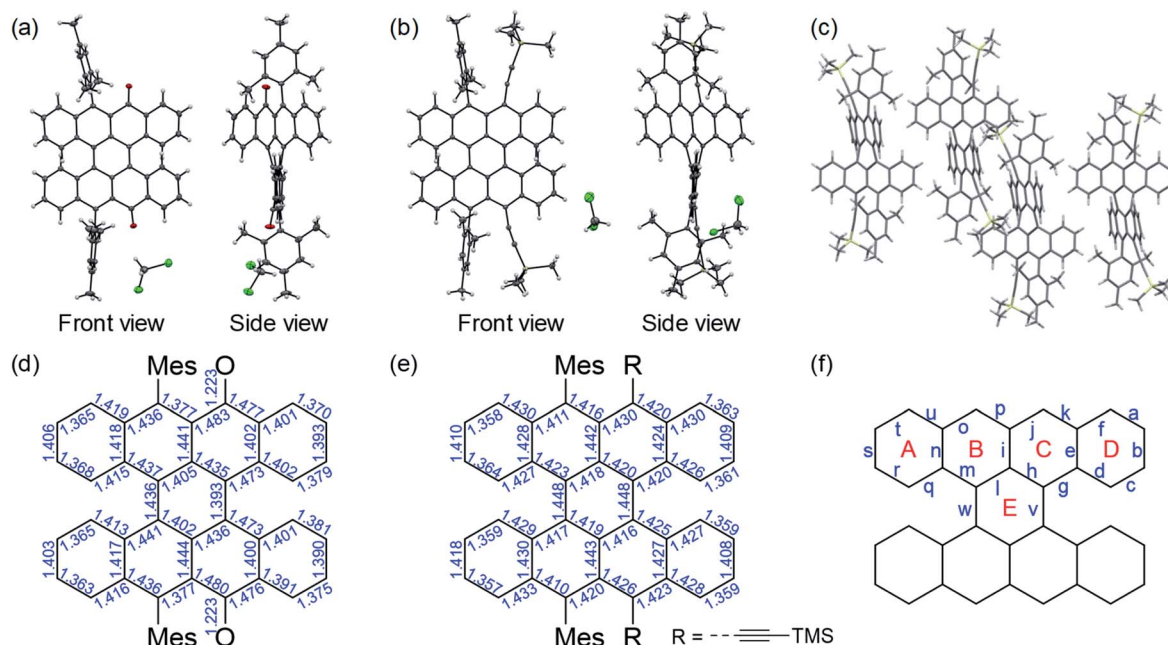 (a)
(b)
(c)
Front view
Side view
Front view
Side view
(d)
(e)
(f)
Mes O
1.223
1.419 1.377 1.477 1.370
1.365 1.436 1.483 1.401
1.406 1.418 1.441 1.402 1.393
1.368 1.437 1.435 1.402
1.415 1.405 1.473 1.379
1.436 1.393
1.413 1.402 1.473 1.381
1.365 1.441 1.436 1.401
1.403 1.417 1.444 1.400 1.390
1.363 1.436 1.480 1.391
1.416 1.377 1.476 1.375
1.223
Mes O
Mes R
1.430 1.416 1.420 1.363
1.358 1.411 1.430 1.430
1.410 1.428 1.442 1.424 1.409
1.364 1.423 1.420 1.426
1.427 1.418 1.420 1.361
1.448 1.448
1.429 1.419 1.425 1.359
1.359 1.417 1.416 1.427
1.418 1.430 1.443 1.427 1.408
1.357 1.410 1.426 1.428
1.433 1.420 1.423 1.359
Mes R
R = TMS
u p k a
t o j f
s A n B i C e D b
r m h d
q l g c
w E v